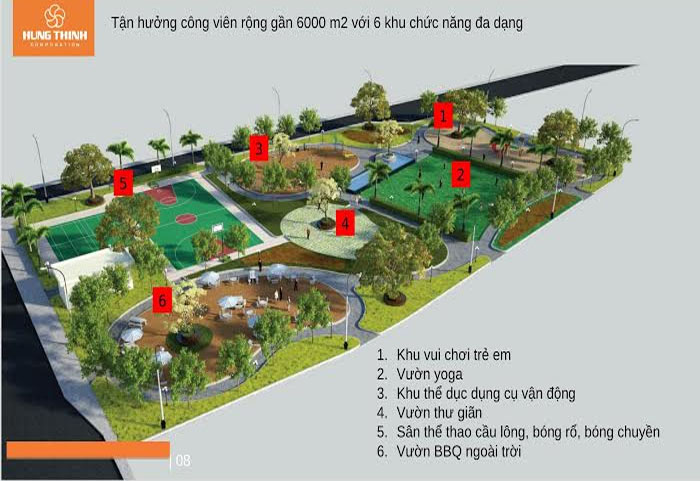 HUNG THINH
CORPORATION
Tận hưởng công viên rộng gần 6000 m2 với 6 khu chức năng đa dạng
1
3
2
5
4
6
1. Khu vui chơi trẻ em
2. Vườn yoga
3. Khu thể dục dụng cụ vận động
4. Vườn thư giãn
5. Sân thể thao cầu lông, bóng rổ, bóng chuyền
6. Vườn BBQ ngoài trời
08